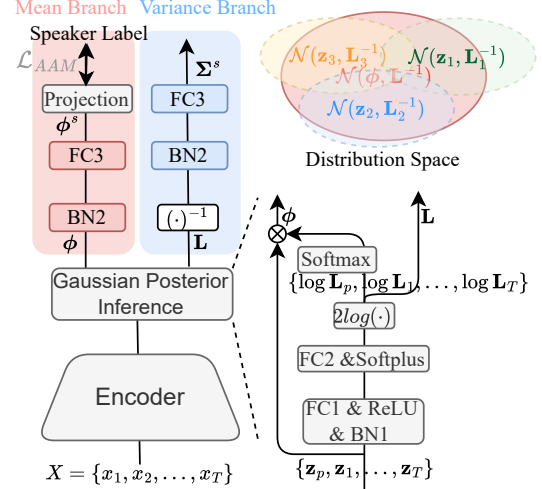 Mean Branch Variance Branch
Speaker Label
ℒ_AAM
Projection
ϕ^s
FC3
BN2
ϕ
Σ^s
FC3
BN2
(·)^{-1}
L
Gaussian Posterior
Inference
Encoder
X = {x_1, x_2, ..., x_T}
𝒩(z_3, L_3^{-1})
𝒩(z_1, L_1^{-1})
𝒩(ϕ, L^{-1})
𝒩(z_2, L_2^{-1})
Distribution Space
ϕ
L
⊗
Softmax
{log L_p, log L_1, ..., log L_T}
2log(·)
FC2 &Softplus
FC1 & ReLU
& BN1
{z_p, z_1, ..., z_T}